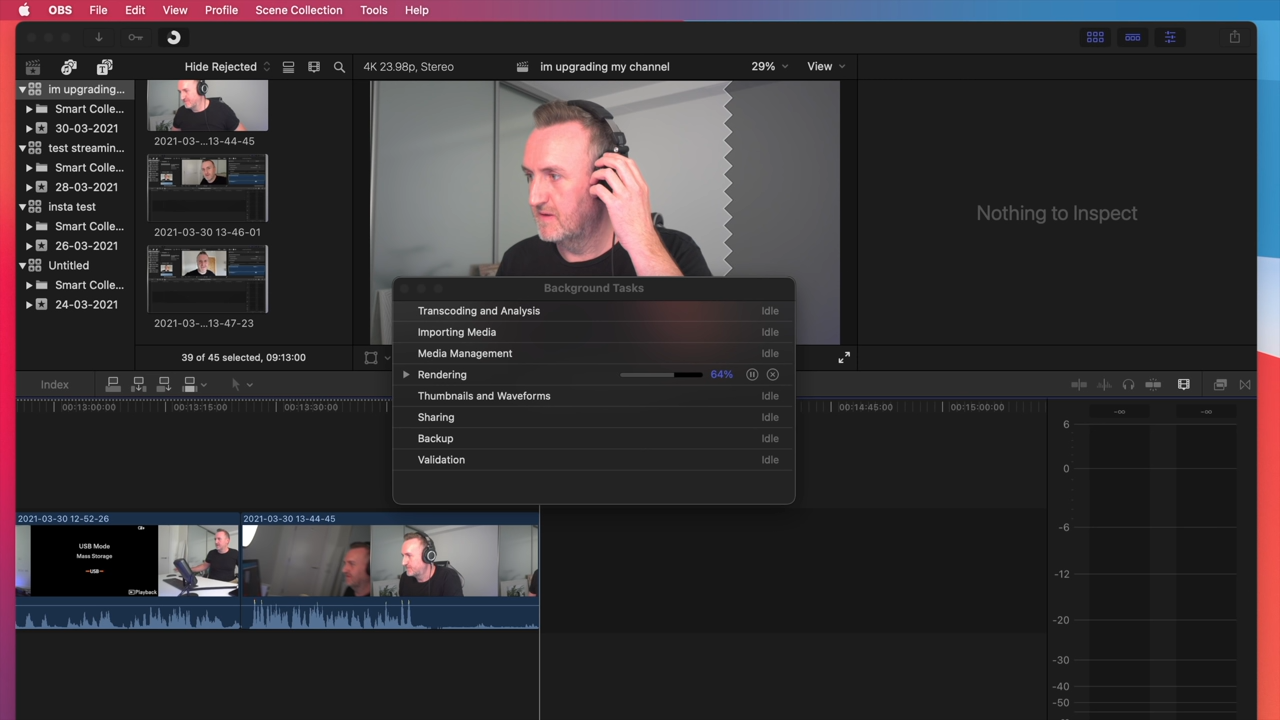 OBS File Edit View Profile Scene Collection Tools Help
Hide Rejected
4K 23.98p, Stereo
im upgrading my channel
29%
View
im upgrading...
Smart Colle...
30-03-2021
test streamin...
Smart Colle...
28-03-2021
insta test
Smart Colle...
26-03-2021
Untitled
Smart Colle...
24-03-2021
2021-03-...13-44-45
2021-03-30 13-46-01
2021-03-...13-47-23
39 of 45 selected, 09:13:00
Nothing to Inspect
Background Tasks
Transcoding and Analysis Idle
Importing Media Idle
Media Management Idle
Rendering 64%
Thumbnails and Waveforms Idle
Sharing Idle
Backup Idle
Validation Idle
Index
00:13:00:00 00:13:15:00 00:13:30:00 00:14:45:00 00:15:00:00
2021-03-30 12-52-26
2021-03-30 13-44-45
USB Mode
Mass Storage
USB
Playback
-∞ -∞
6
0
-6
-12
-20
-30
-40
-50